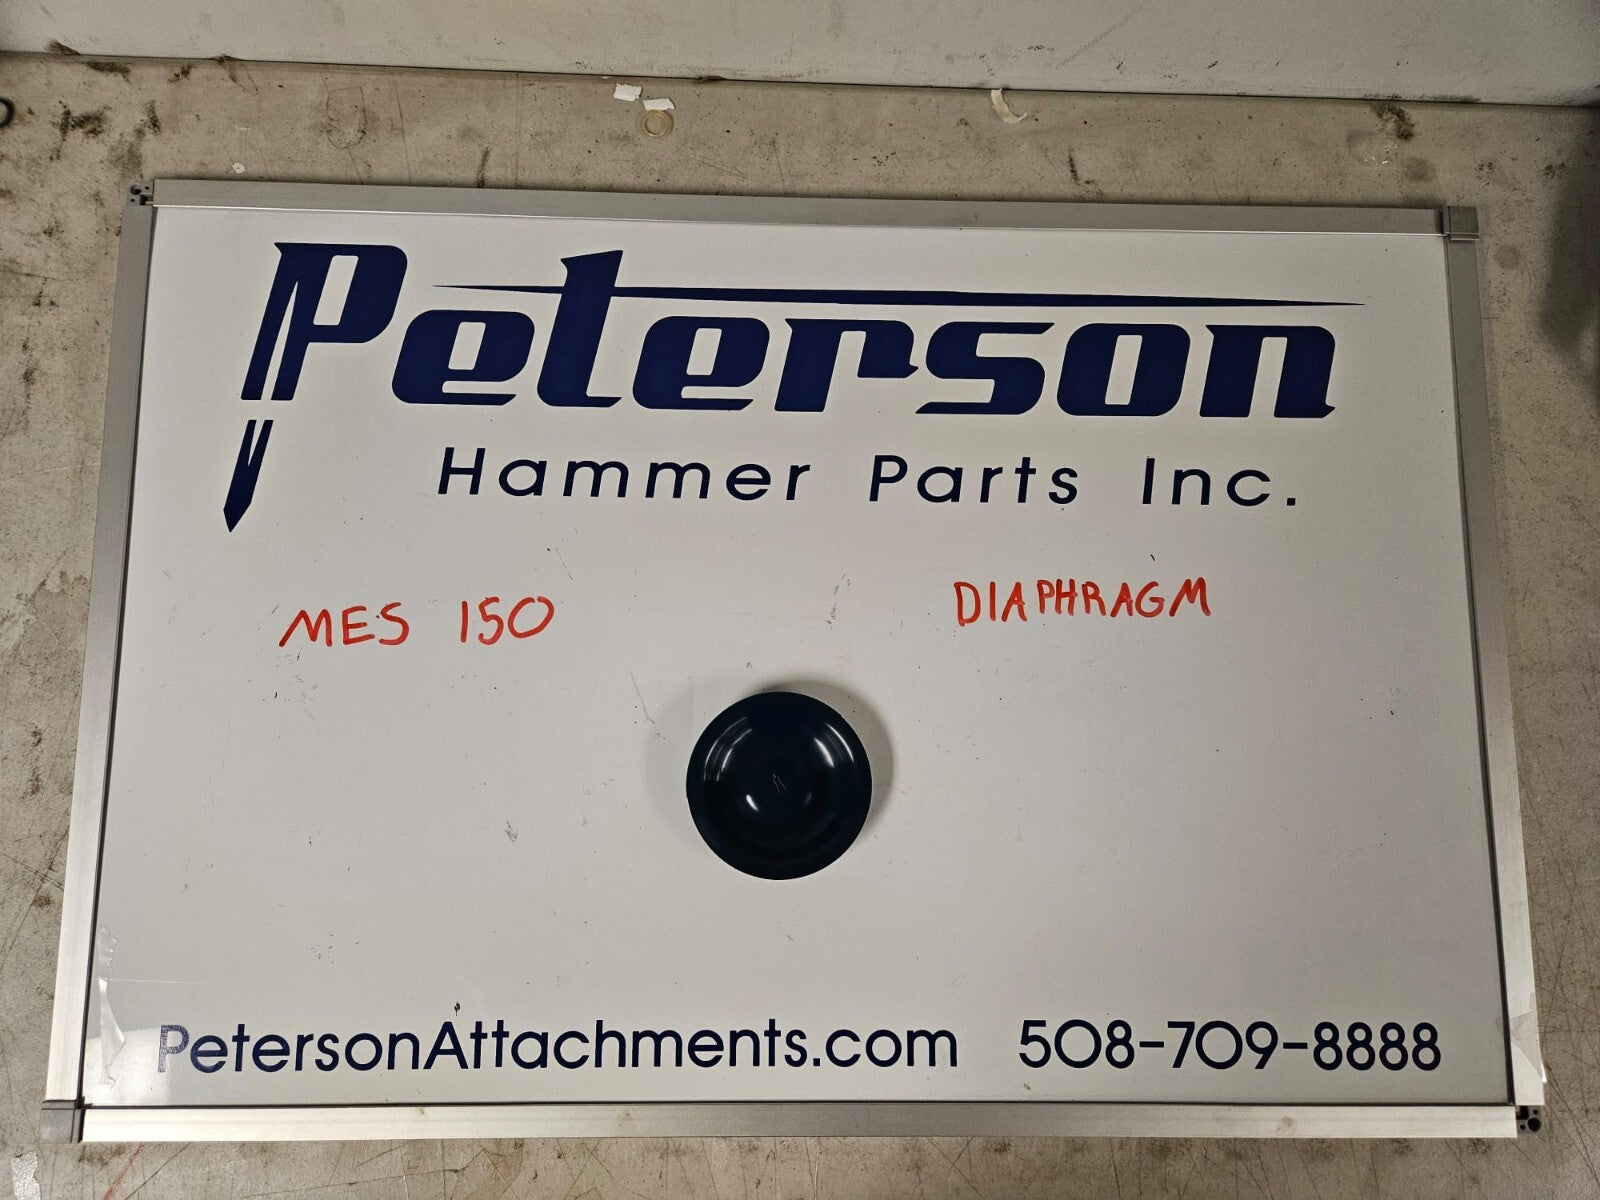 Peterson
Hammer Parts Inc.
MES 150 DIAPHRAGM
PetersonAttachments.com 508-709-8888